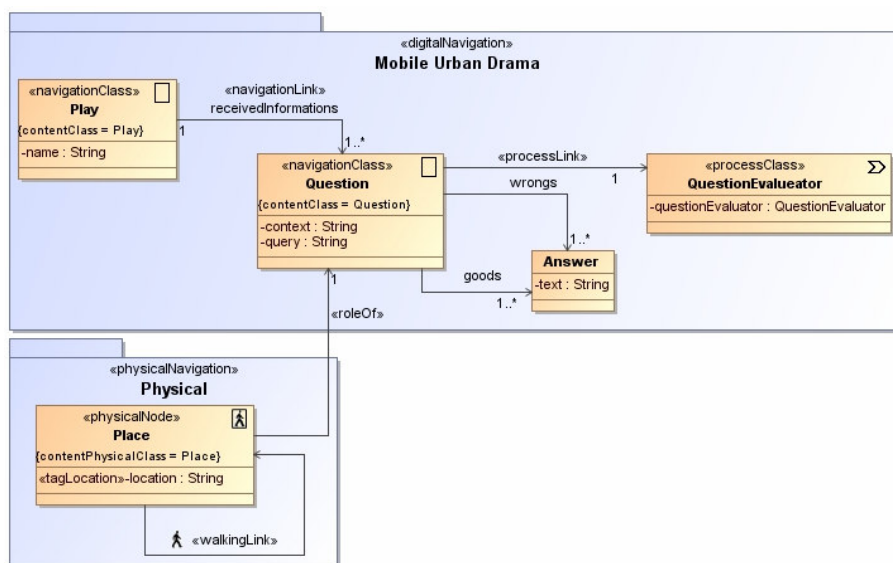 «digitalNavigation»
Mobile Urban Drama
«navigationClass»
Play
{contentClass = Play}
-name : String
«navigationLink»
receivedInformations
1
1..*
«navigationClass»
Question
{contentClass = Question}
-context : String
-query : String
«processLink»
1
«processClass»
QuestionEvalueator
-questionEvaluator : QuestionEvaluator
wrongs
1..*
Answer
-text : String
goods
1..*
1
«roleOf»
«physicalNavigation»
Physical
«physicalNode»
Place
{contentPhysicalClass = Place}
«tagLocation»-location : String
«walkingLink»